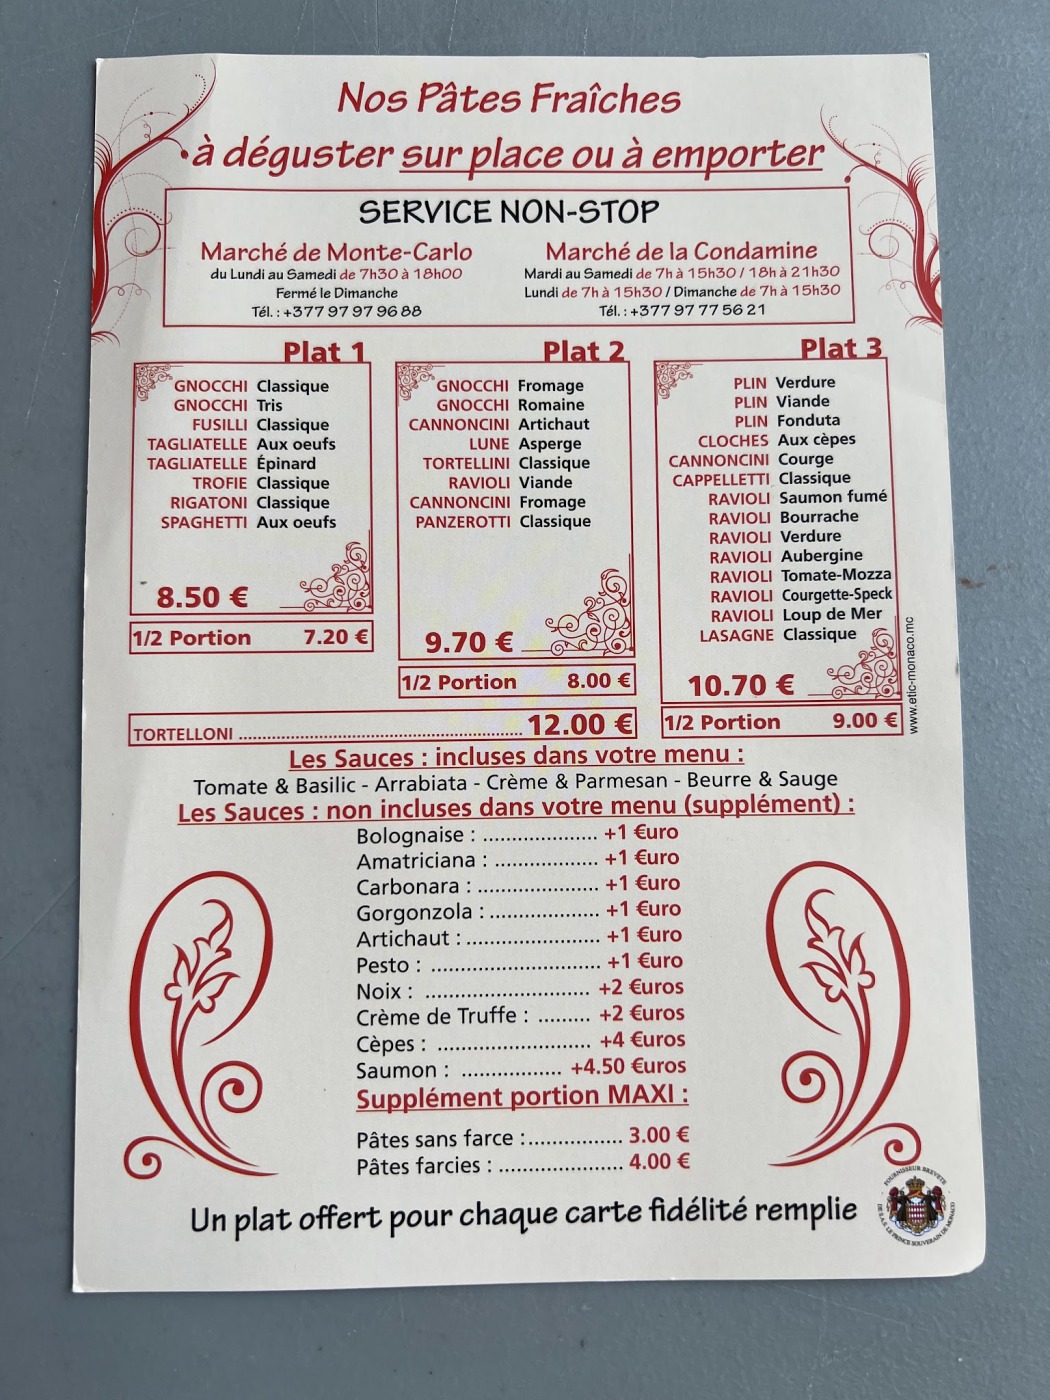 Nos Pâtes Fraîches
à déguster sur place ou à emporter
SERVICE NON-STOP
Marché de Monte-Carlo
du Lundi au Samedi de 7h30 à 18h00
Fermé le Dimanche
Tél. : +377 97 97 96 88
Marché de la Condamine
Mardi au Samedi de 7h à 15h30 / 18h à 21h30
Lundi de 7h à 15h30 / Dimanche de 7h à 15h30
Tél. : +377 97 77 56 21
Plat 1
GNOCCHI Classique
GNOCCHI Tris
FUSILLI Classique
TAGLIATELLE Aux oeufs
TAGLIATELLE Épinard
TROFIE Classique
RIGATONI Classique
SPAGHETTI Aux oeufs
8.50 €
1/2 Portion 7.20 €
Plat 2
GNOCCHI Fromage
GNOCCHI Romaine
CANNONCINI Artichaut
LUNE Asperge
TORTELLINI Classique
RAVIOLI Viande
CANNONCINI Fromage
PANZEROTTI Classique
9.70 €
1/2 Portion 8.00 €
Plat 3
PLIN Verdure
PLIN Viande
PLIN Fonduta
CLOCHES Aux cèpes
CANNONCINI Courge
CAPPELLETTI Classique
RAVIOLI Saumon fumé
RAVIOLI Bourrache
RAVIOLI Verdure
RAVIOLI Aubergine
RAVIOLI Tomate-Mozza
RAVIOLI Courgette-Speck
RAVIOLI Loup de Mer
LASAGNE Classique
10.70 €
1/2 Portion 9.00 €
www.etic-monaco.mc
TORTELLONI ........................................................ 12.00 €
Les Sauces : incluses dans votre menu :
Tomate & Basilic - Arrabiata - Crème & Parmesan - Beurre & Sauge
Les Sauces : non incluses dans votre menu (supplément) :
Bolognaise : .................... +1 €uro
Amatriciana : .................. +1 €uro
Carbonara : ..................... +1 €uro
Gorgonzola : ................... +1 €uro
Artichaut : ....................... +1 €uro
Pesto : ............................. +1 €uro
Noix : ............................ +2 €uros
Crème de Truffe : ......... +2 €uros
Cèpes : .......................... +4 €uros
Saumon : ................. +4.50 €uros
Supplément portion MAXI :
Pâtes sans farce :................ 3.00 €
Pâtes farcies : ..................... 4.00 €
Un plat offert pour chaque carte fidélité remplie
FOURNISSEUR BREVETÉ
DE S.A.S. LE PRINCE SOUVERAIN DE MONACO